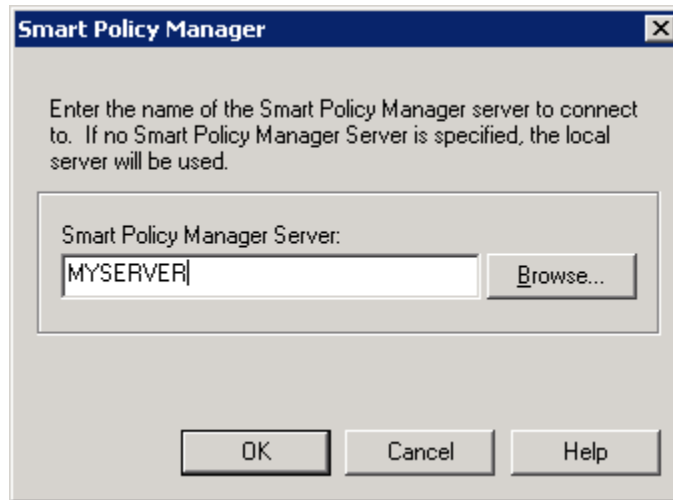 Smart Policy Manager
Enter the name of the Smart Policy Manager server to connect
to.  If no Smart Policy Manager Server is specified, the local
server will be used.
Smart Policy Manager Server:
MYSERVER
Browse...
OK
Cancel
Help